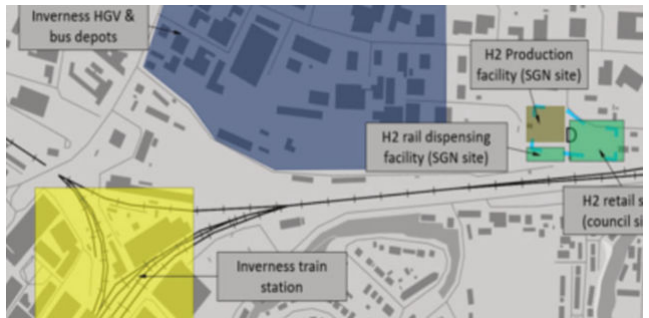 Inverness HGV &
bus depots
H2 Production
facility (SGN site)
H2 rail dispensing
facility (SGN site)
D
H2 retail s
(council si
Inverness train
station